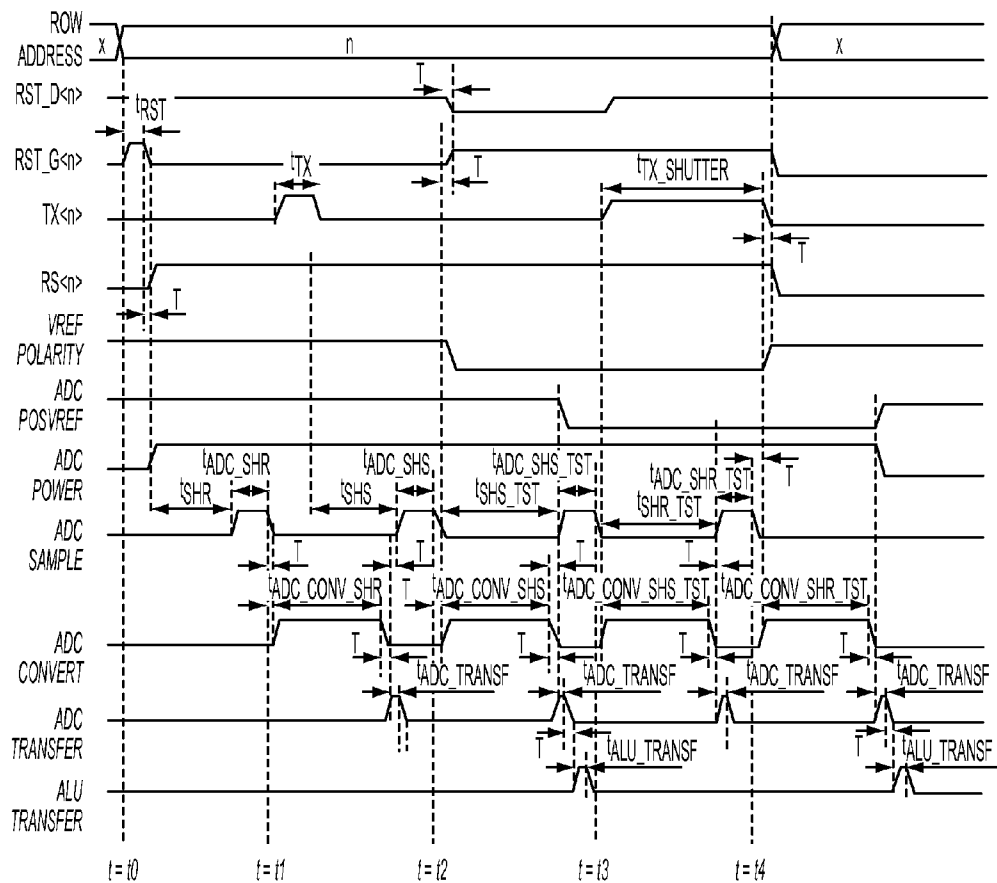 ROW
ADDRESS
x n x
RST_D<n>
T
tRST
RST_G<n>
T
tTX
tTX_SHUTTER
TX<n>
T
RS<n>
T
VREF
POLARITY
ADC
POSVREF
ADC
POWER
tADC_SHR tADC_SHS tADC_SHS_TST tADC_SHR_TST T
tSHR tSHS tSHS_TST tSHR_TST
ADC
SAMPLE
T T T T
tADC_CONV_SHR T tADC_CONV_SHS tADC_CONV_SHS_TST tADC_CONV_SHR_TST
ADC
CONVERT
T T T T
tADC_TRANSF tADC_TRANSF tADC_TRANSF tADC_TRANSF
ADC
TRANSFER
T T
tALU_TRANSF tALU_TRANSF
ALU
TRANSFER
t = t0 t = t1 t = t2 t = t3 t = t4